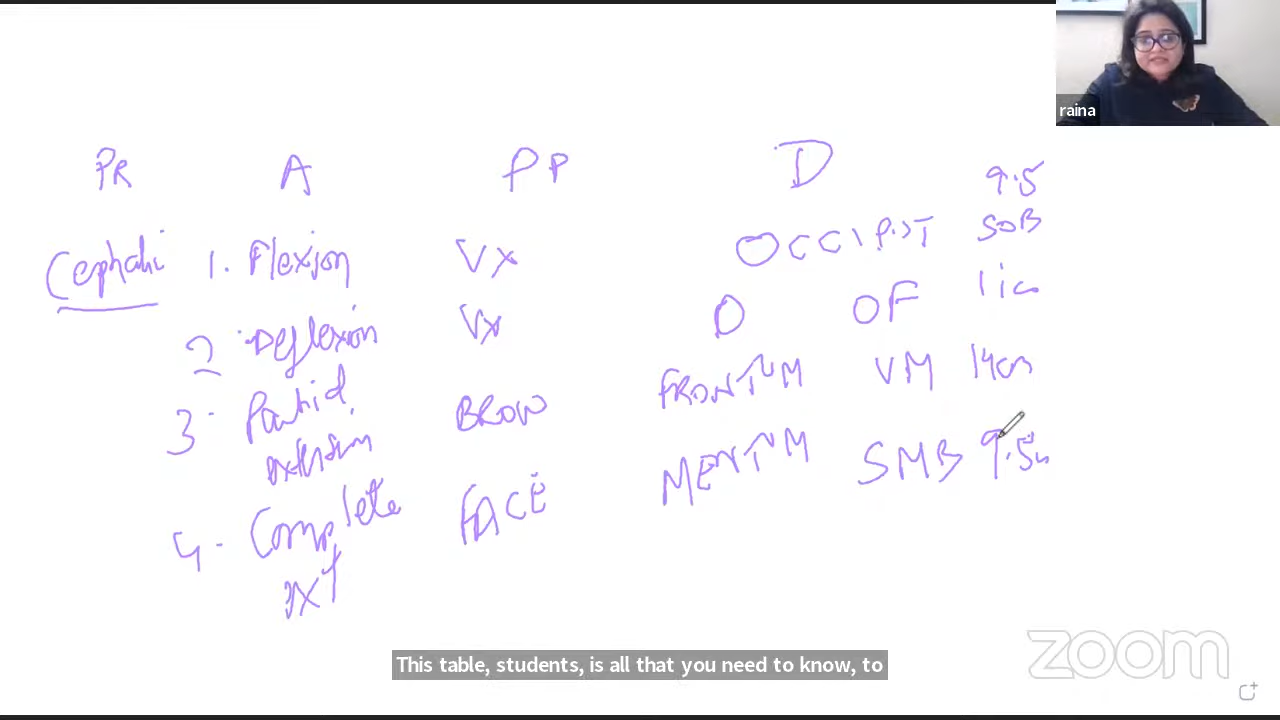 raina
PR A PP D 9.5
Cephali 1. Flexion VX OCCIPIT SOB
2 Deflexion VX O OF 11cm
3. Partial extension BROW FRONTUM VM 14cm
4. Complete ext FACE MENTUM SMB 9.5cm
This table, students, is all that you need to know, to
zoom